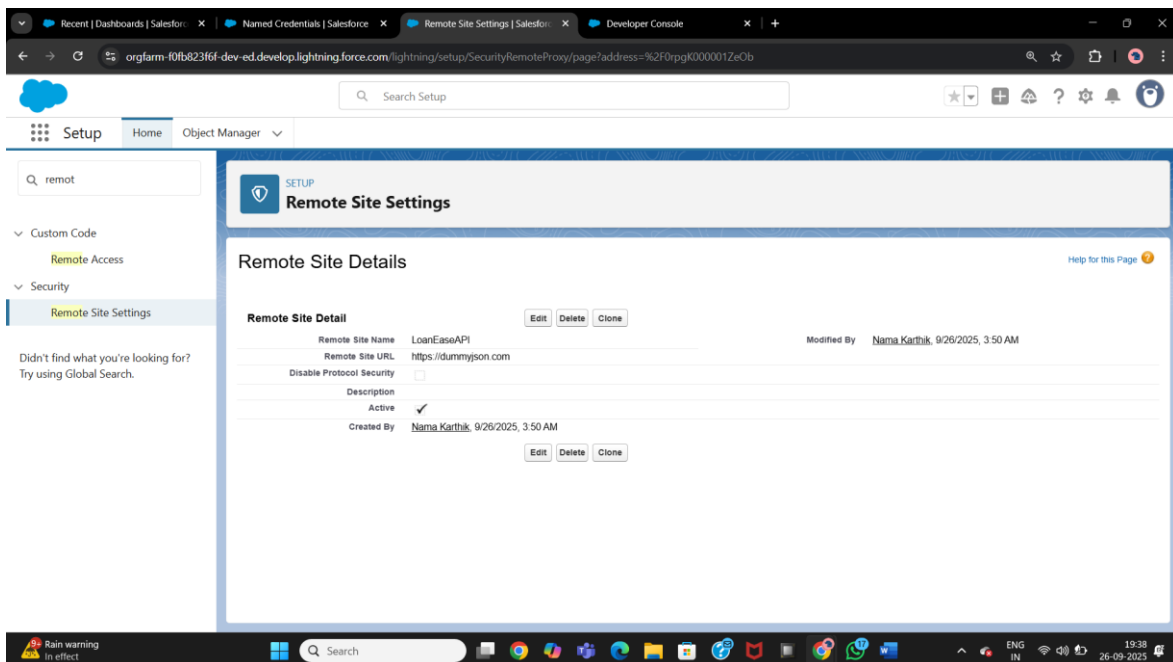 Recent | Dashboards | Salesforc
Named Credentials | Salesforce
Remote Site Settings | Salesforc
Developer Console
orgfarm-f0fb823f6f-dev-ed.develop.lightning.force.com/lightning/setup/SecurityRemoteProxy/page?address=%2F0rpgK000001ZeOb
Search Setup
Setup Home Object Manager
remot
SETUP
Remote Site Settings
Custom Code
Remote Access
Security
Remote Site Settings
Didn't find what you're looking for?
Try using Global Search.
Remote Site Details
Help for this Page
Remote Site Detail Edit Delete Clone
Remote Site Name LoanEaseAPI Modified By Nama Karthik, 9/26/2025, 3:50 AM
Remote Site URL https://dummyjson.com
Disable Protocol Security
Description
Active
Created By Nama Karthik, 9/26/2025, 3:50 AM
Edit Delete Clone
9+ Rain warning
In effect
Search
17
ENG
IN
19:38
26-09-2025